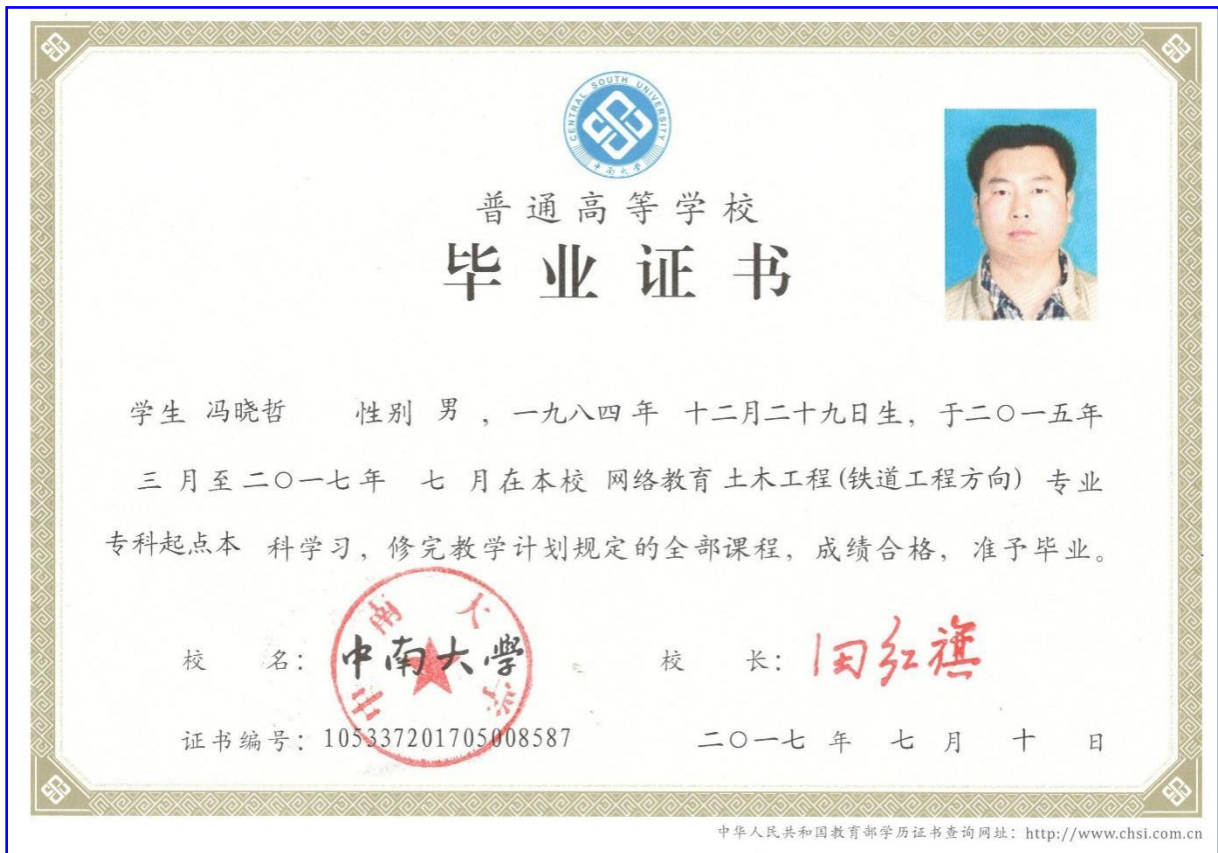 CENTRAL SOUTH UNIVERSITY
中南大学
普通高等学校
毕业证书
学生 冯晓哲 性别 男 ，一九八四年 十二月二十九日生，于二○一五年
三 月至二○一七年 七 月在本校 网络教育 土木工程(铁道工程方向) 专业
专科起点本 科学习，修完教学计划规定的全部课程，成绩合格，准予毕业。
校 名：中南大學 校 长：田红旗
中南大学
证书编号：105337201705008587 二○一七 年 七 月 十 日
中华人民共和国教育部学历证书查询网址：http://www.chsi.com.cn